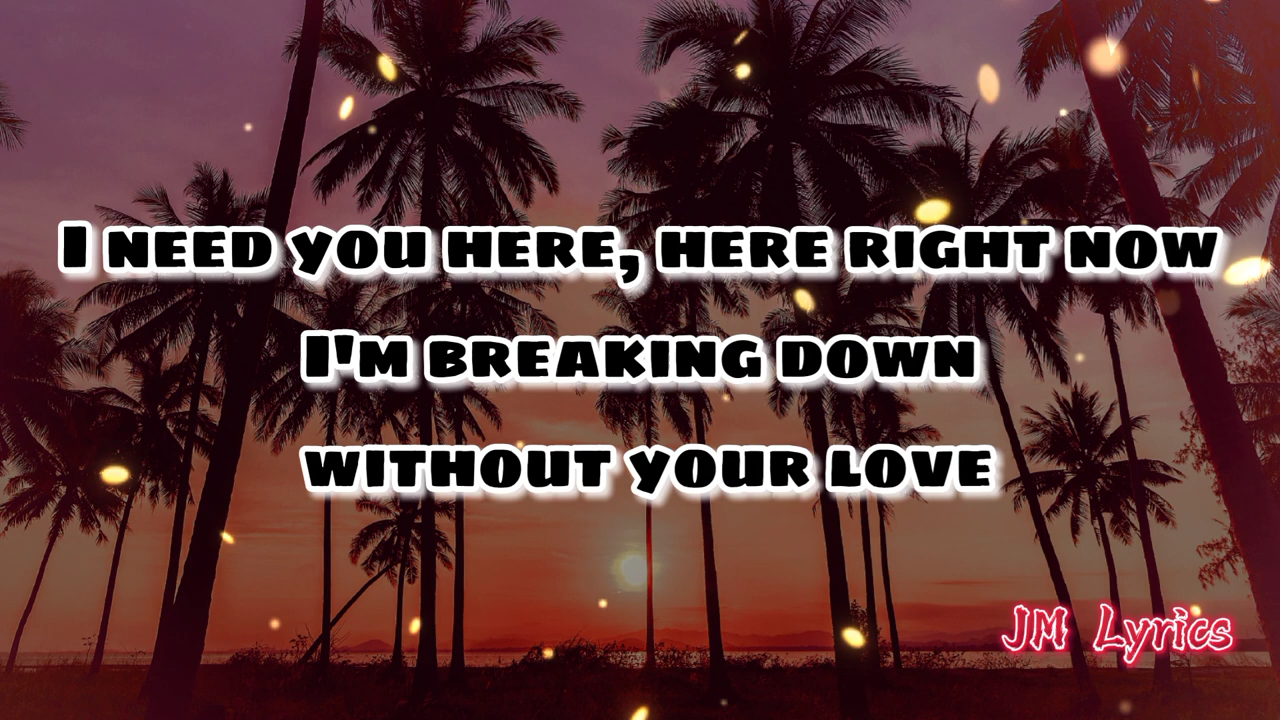 I NEED YOU HERE, HERE RIGHT NOW
I'M BREAKING DOWN
WITHOUT YOUR LOVE
JM Lyrics